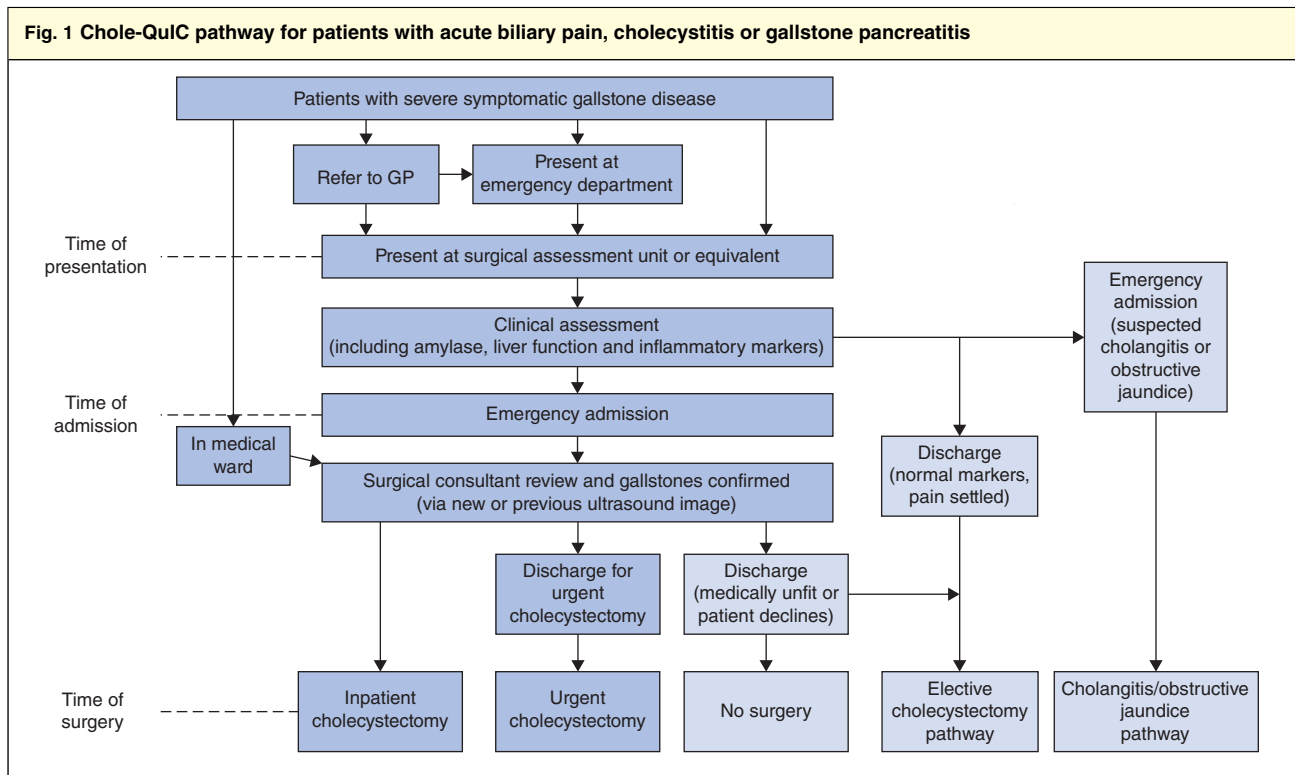 Fig. 1 Chole-QuIC pathway for patients with acute biliary pain, cholecystitis or gallstone pancreatitis
Patients with severe symptomatic gallstone disease
Refer to GP
Present at
emergency department
Time of
presentation
Present at surgical assessment unit or equivalent
Clinical assessment
(including amylase, liver function and inflammatory markers)
Emergency
admission
(suspected
cholangitis or
obstructive
jaundice)
Time of
admission
Emergency admission
In medical
ward
Surgical consultant review and gallstones confirmed
(via new or previous ultrasound image)
Discharge
(normal markers,
pain settled)
Discharge for
urgent
cholecystectomy
Discharge
(medically unfit or
patient declines)
Time of
surgery
Inpatient
cholecystectomy
Urgent
cholecystectomy
No surgery
Elective
cholecystectomy
pathway
Cholangitis/obstructive
jaundice
pathway